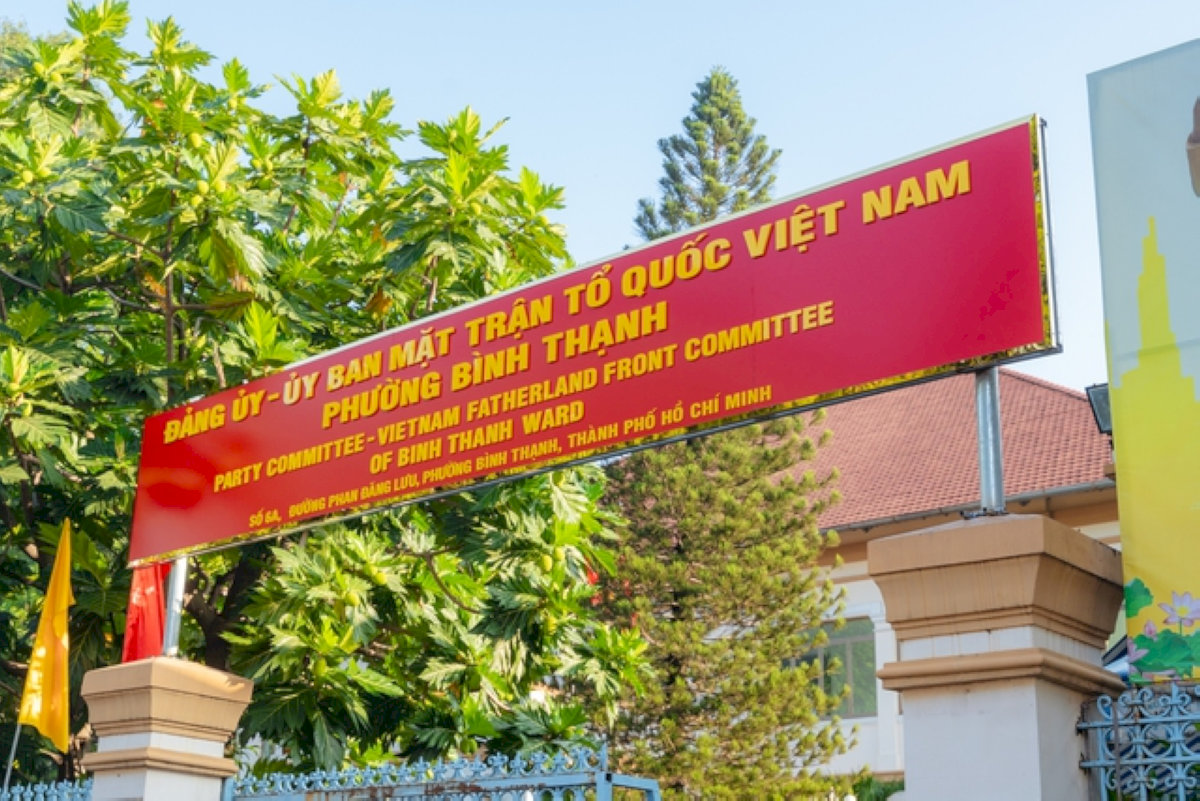 ĐẢNG ỦY - ỦY BAN MẶT TRẬN TỔ QUỐC VIỆT NAM
PHƯỜNG BÌNH THẠNH
PARTY COMMITTEE - VIETNAM FATHERLAND FRONT COMMITTEE
OF BINH THANH WARD
SỐ 6A, ĐƯỜNG PHAN ĐĂNG LƯU, PHƯỜNG BÌNH THẠNH, THÀNH PHỐ HỒ CHÍ MINH